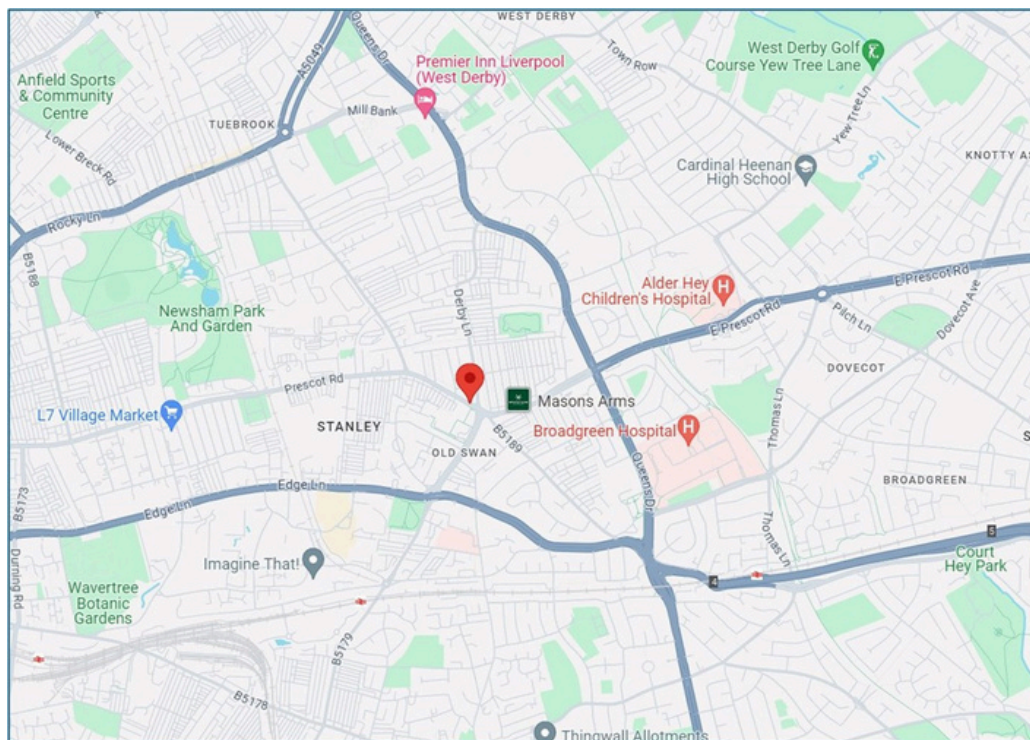 WEST DERBY
Queens Dr
A5049
Premier Inn Liverpool
(West Derby)
Town Row
West Derby Golf
Course Yew Tree Lane
Anfield Sports
& Community
Centre
Mill Bank
TUEBROOK
Yew Tree Ln
Lower Breck Rd
KNOTTY AS
Cardinal Heenan
High School
Rocky Ln
B5188
E Prescot Rd
Alder Hey
Children's Hospital
H
Dovecot Ave
Newsham Park
And Garden
Derby Ln
E Prescot Rd
Pilch Ln
DOVECOT
Prescot Rd
Masons Arms
L7 Village Market
STANLEY
B5189
Broadgreen Hospital
H
Thomas Ln
S
OLD SWAN
Queens Dr
BROADGREEN
B5173
Edge Ln
Edge Ln
Thomas Ln
5
Imagine That!
Court
Hey Park
4
Durning Rd
Wavertree
Botanic
Gardens
B5179
B5178
Thingwall Allotments